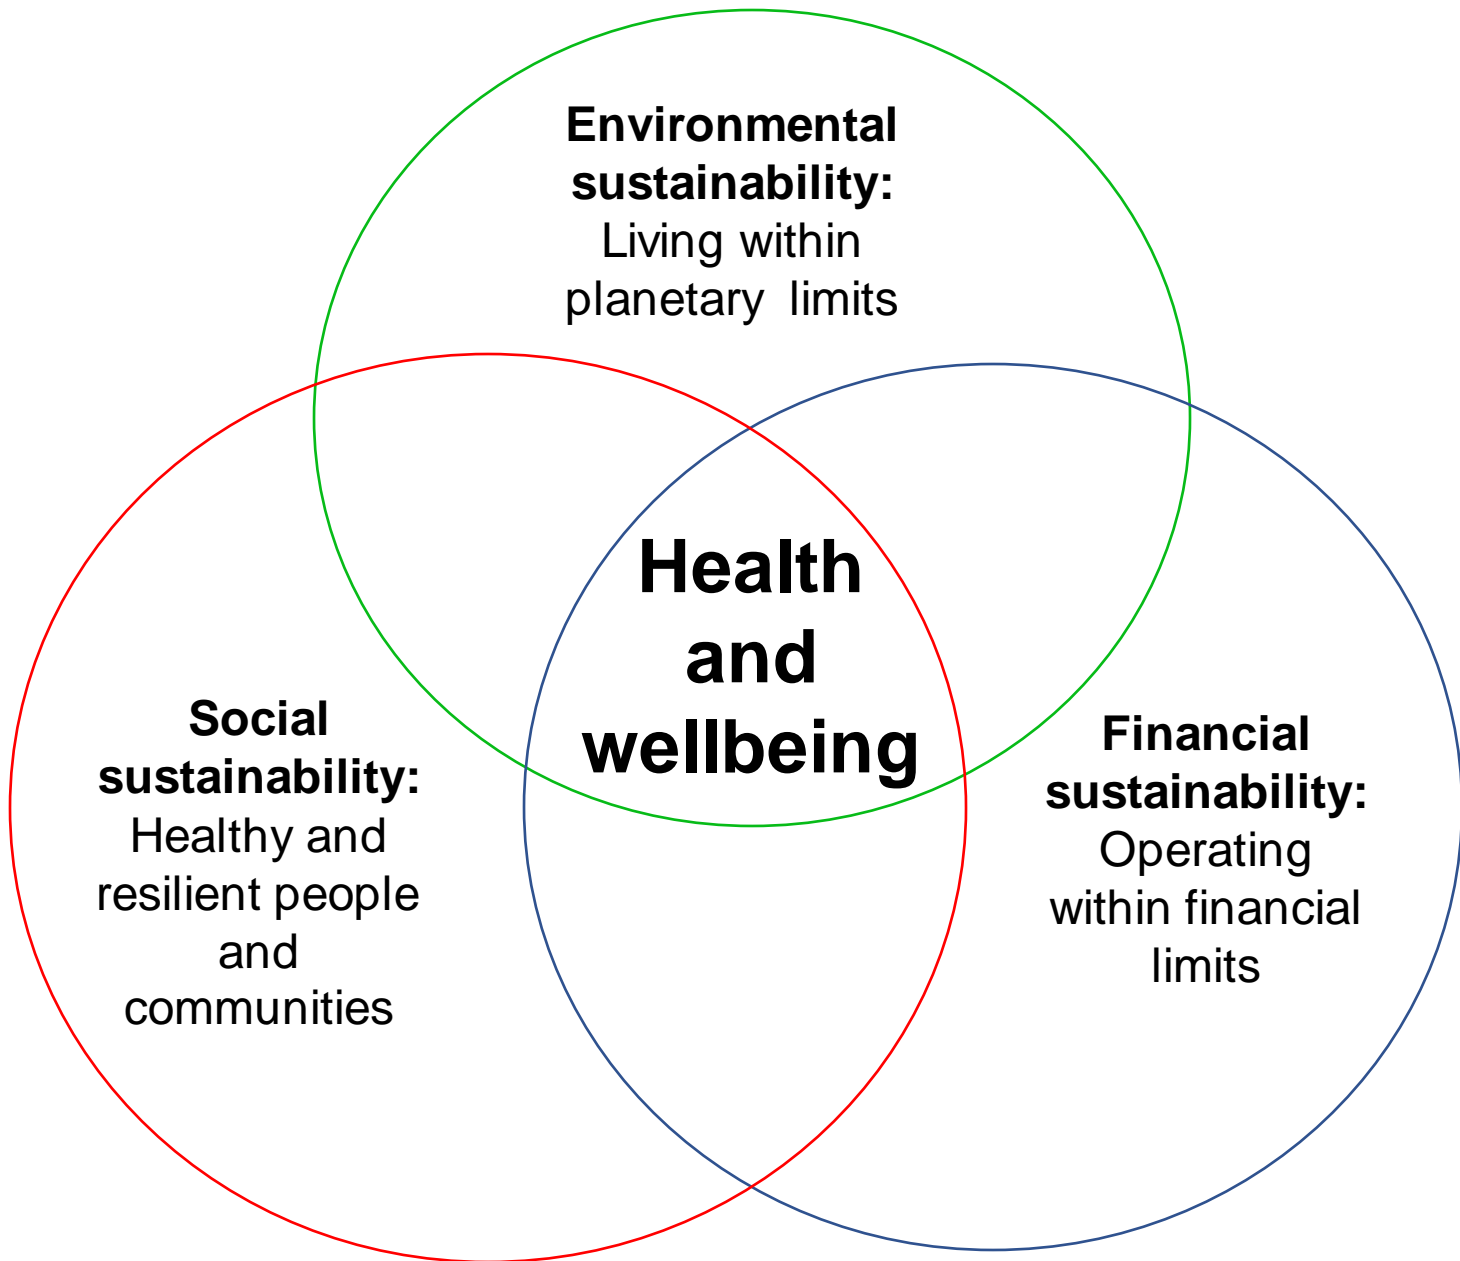 Environmental
sustainability:
Living within
planetary limits
Health
and
wellbeing
Social
sustainability:
Healthy and
resilient people
and
communities
Financial
sustainability:
Operating
within financial
limits